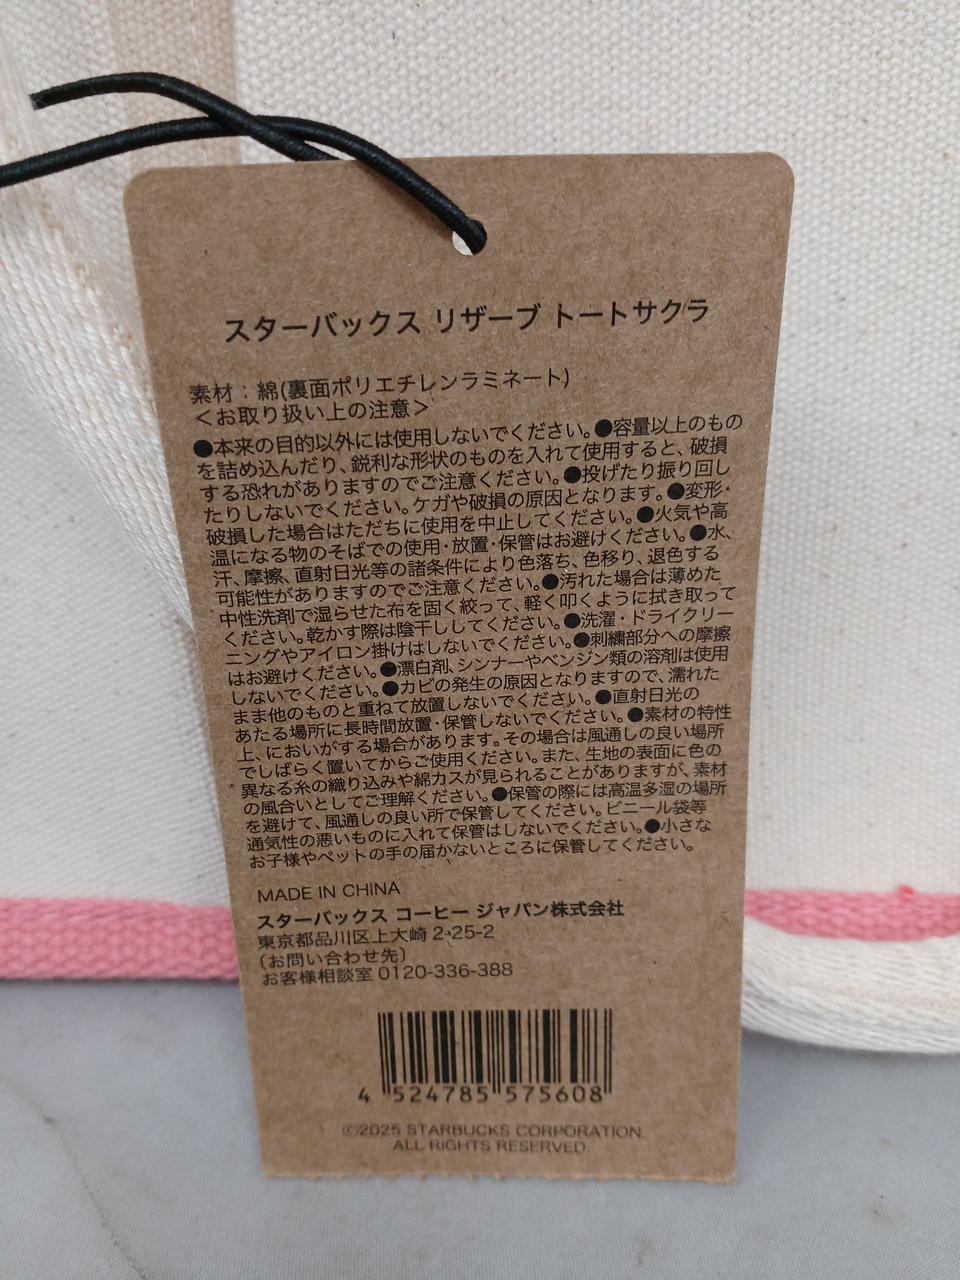 スターバックス リザーブ トートサクラ
素材：綿(裏面ポリエチレンラミネート)
＜お取り扱い上の注意＞
●本来の目的以外には使用しないでください。●容量以上のもの
を詰め込んだり、鋭利な形状のものを入れて使用すると、破損
する恐れがありますのでご注意ください。●投げたり振り回し
たりしないでください。ケガや破損の原因となります。●変形・
破損した場合はただちに使用を中止してください。●火気や高
温になる物のそばでの使用・放置・保管はお避けください。●水、
汗、摩擦、直射日光等の諸条件により色落ち、色移り、退色する
可能性がありますのでご注意ください。●汚れた場合は薄めた
中性洗剤で湿らせた布を固く絞って、軽く叩くように拭き取って
ください。乾かす際は陰干ししてください。●洗濯・ドライクリー
ニングやアイロン掛けはしないでください。●刺繍部分への摩擦
はお避けください。●漂白剤、シンナーやベンジン類の溶剤は使用
しないでください。●カビの発生の原因となりますので、濡れた
まま他のものと重ねて放置しないでください。●直射日光の
あたる場所に長時間放置・保管しないでください。●素材の特性
上、においがする場合があります。その場合は風通しの良い場所
でしばらく置いてからご使用ください。また、生地の表面に色の
異なる糸の織り込みや綿カスが見られることがありますが、素材
の風合いとしてご理解ください。●保管の際には高温多湿の場所
を避けて、風通しの良い所で保管してください。ビニール袋等
通気性の悪いものに入れて保管はしないでください。●小さな
お子様やペットの手の届かないところに保管してください。
MADE IN CHINA
スターバックス コーヒー ジャパン株式会社
東京都品川区上大崎 2-25-2
〔お問い合わせ先〕
お客様相談室 0120-336-388
4 524785 575608
©2025 STARBUCKS CORPORATION.
ALL RIGHTS RESERVED.